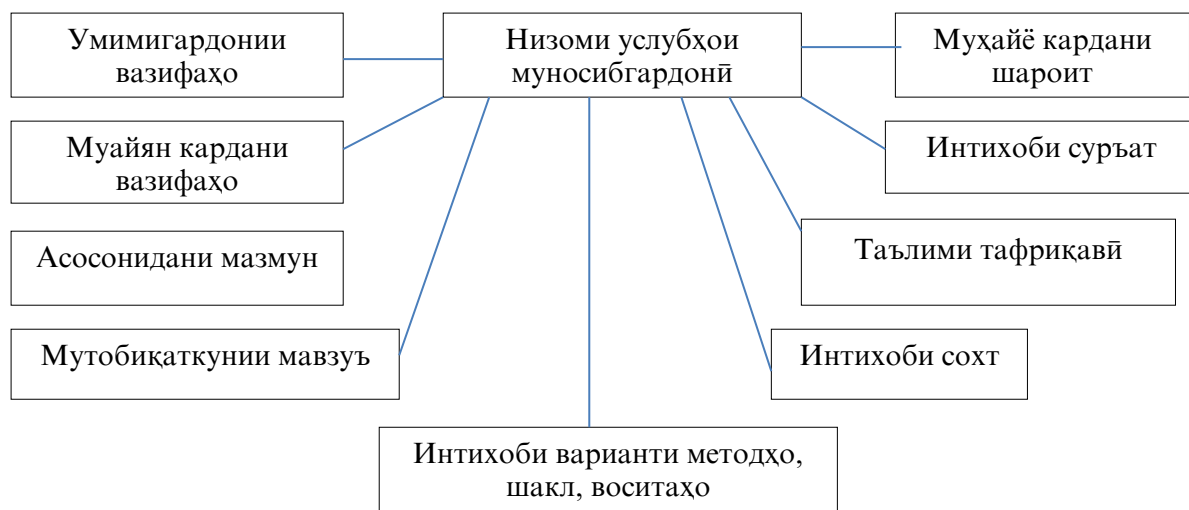 Умимигардонии
вазифаҳо
Низоми услубҳои
муносибгардонӣ
Муҳайё кардани
шароит
Муайян кардани
вазифаҳо
Интихоби суръат
Асосонидани мазмун
Таълими тафриқавӣ
Мутобиқаткунии мавзуъ
Интихоби сохт
Интихоби варианти методҳо,
шакл, воситаҳо